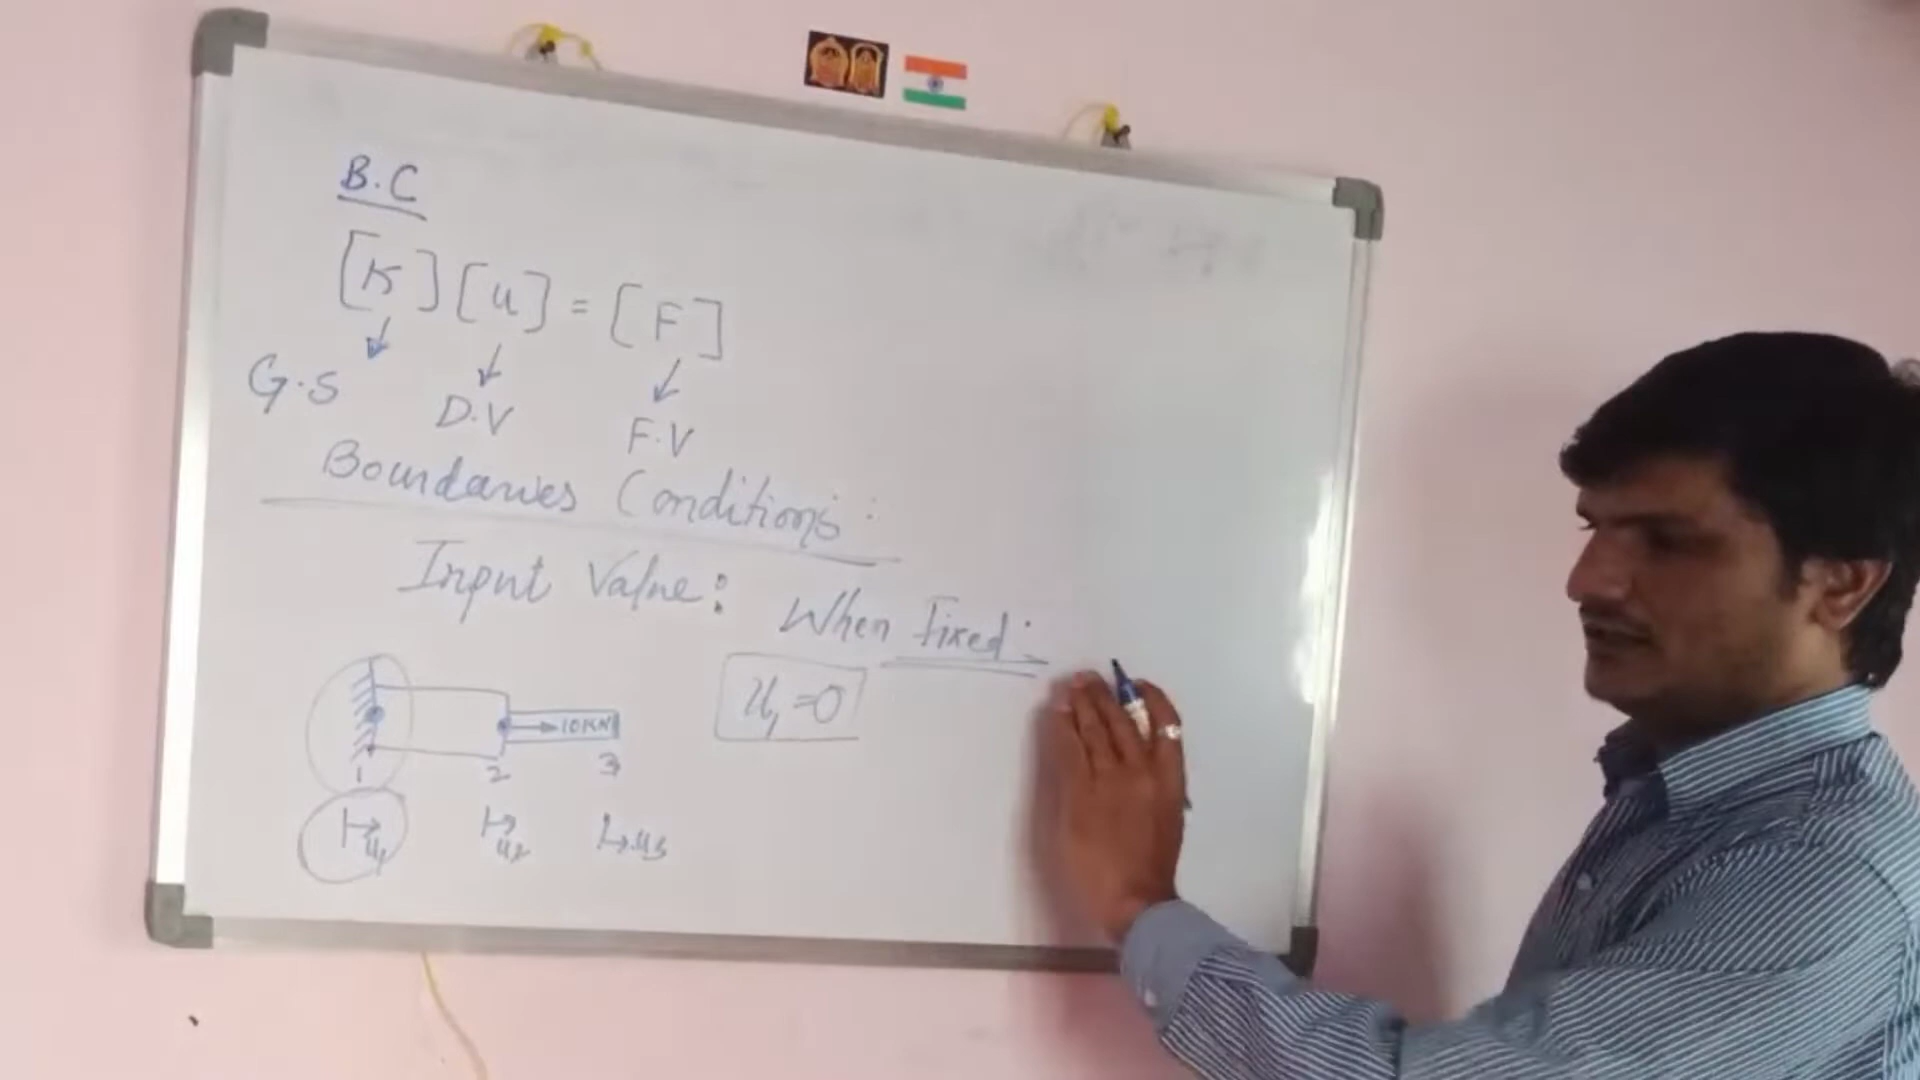 B.C
[K] [u] = [F]
G.S D.V F.V
Boundaries Conditions:
Input Value: When Fixed:
u₁ = 0
10KN
1 2 3
u₁ u₂ u₃